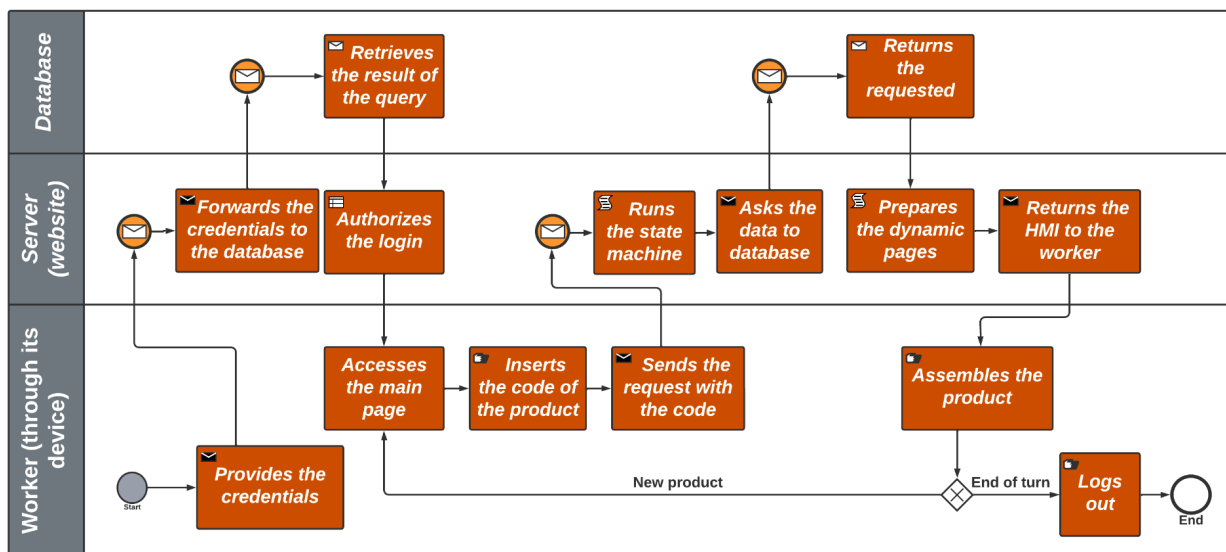 Database
Retrieves
the result of
the query
Returns
the
requested
Server
(website)
Forwards the
credentials to
the database
Authorizes
the login
Runs
the state
machine
Asks the
data to
database
Prepares
the dynamic
pages
Returns the
HMI to the
worker
Worker (through its
device)
Accesses
the main
page
Inserts
the code of
the product
Sends the
request with
the code
Assembles the
product
Provides the
credentials
Start
New product
End of turn
Logs
out
End